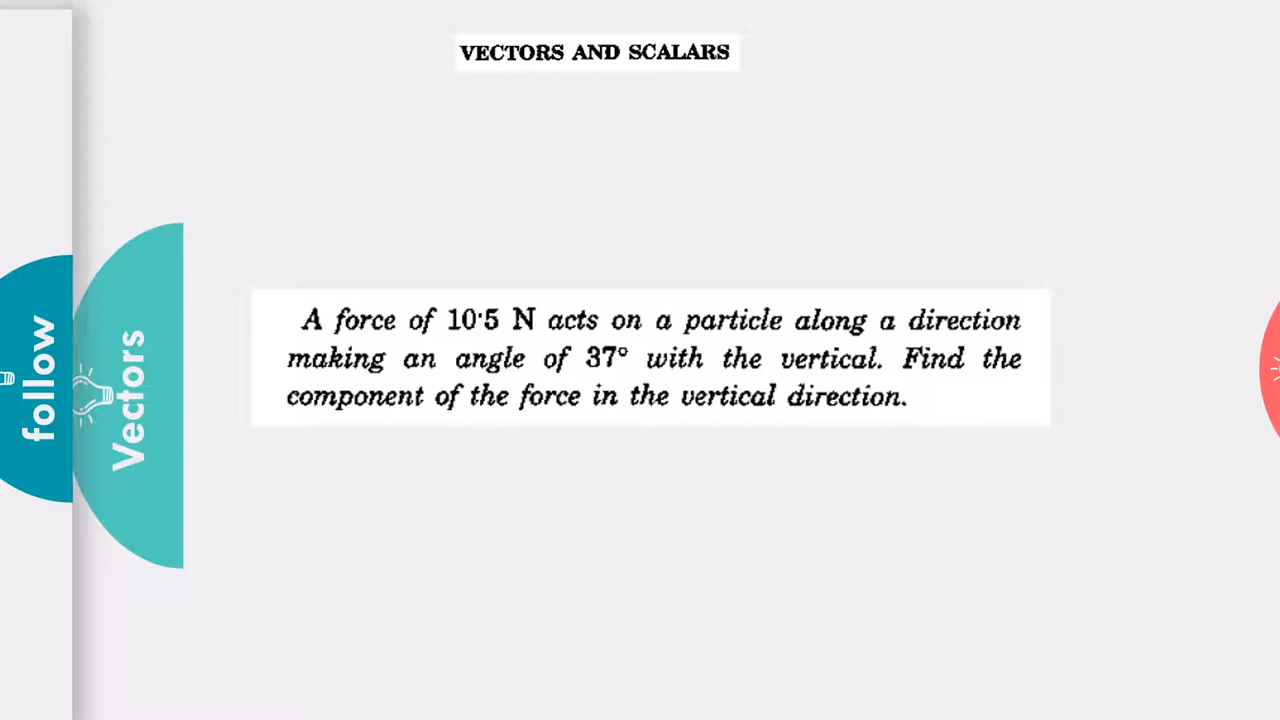 VECTORS AND SCALARS
follow
Vectors
A force of 10·5 N acts on a particle along a direction
making an angle of 37° with the vertical. Find the
component of the force in the vertical direction.